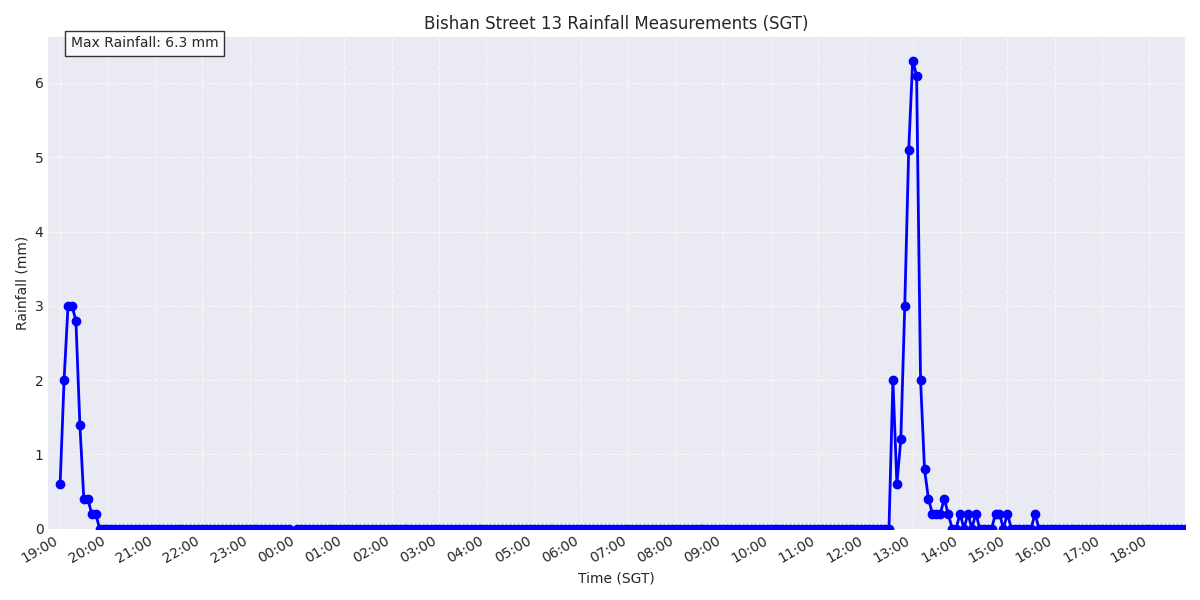 Bishan Street 13 Rainfall Measurements (SGT)
Max Rainfall: 6.3 mm
Rainfall (mm)
6
5
4
3
2
1
0
19:00 20:00 21:00 22:00 23:00 00:00 01:00 02:00 03:00 04:00 05:00 06:00 07:00 08:00 09:00 10:00 11:00 12:00 13:00 14:00 15:00 16:00 17:00 18:00
Time (SGT)